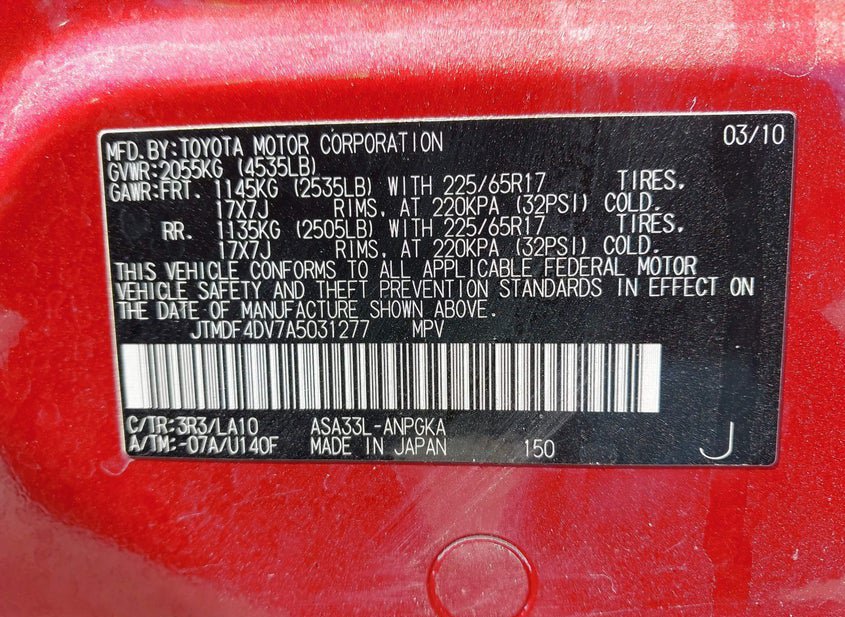 MFD.BY:TOYOTA MOTOR CORPORATION 03/10
GVWR:2055KG (4535LB)
GAWR:FRT. 1145KG (2535LB) WITH 225/65R17 TIRES,
17X7J RIMS, AT 220KPA (32PSI) COLD.
RR. 1135KG (2505LB) WITH 225/65R17 TIRES,
17X7J RIMS, AT 220KPA (32PSI) COLD.
THIS VEHICLE CONFORMS TO ALL APPLICABLE FEDERAL MOTOR
VEHICLE SAFETY AND THEFT PREVENTION STANDARDS IN EFFECT ON
THE DATE OF MANUFACTURE SHOWN ABOVE.
JTMDF4DV7A5031277 MPV
C/TR:3R3/LA10 ASA33L-ANPGKA
A/TM:-07A/U140F MADE IN JAPAN 150 J